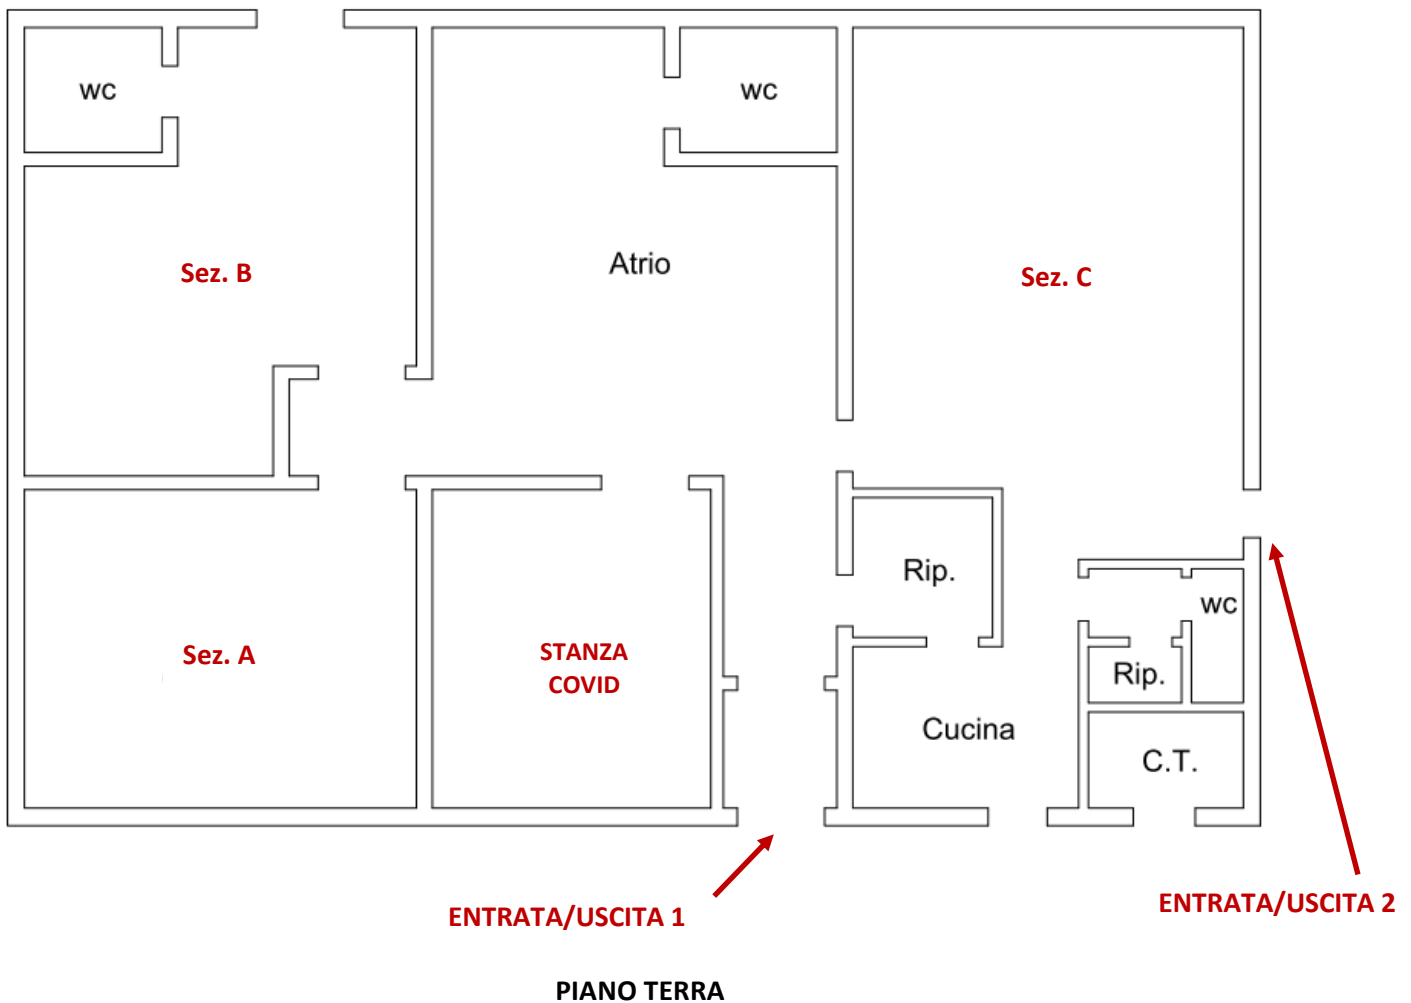 wc
wc
Atrio
Sez. B
Sez. C
Rip.
wc
Sez. A
STANZA
COVID
Rip.
Cucina
C.T.
ENTRATA/USCITA 1
ENTRATA/USCITA 2
PIANO TERRA